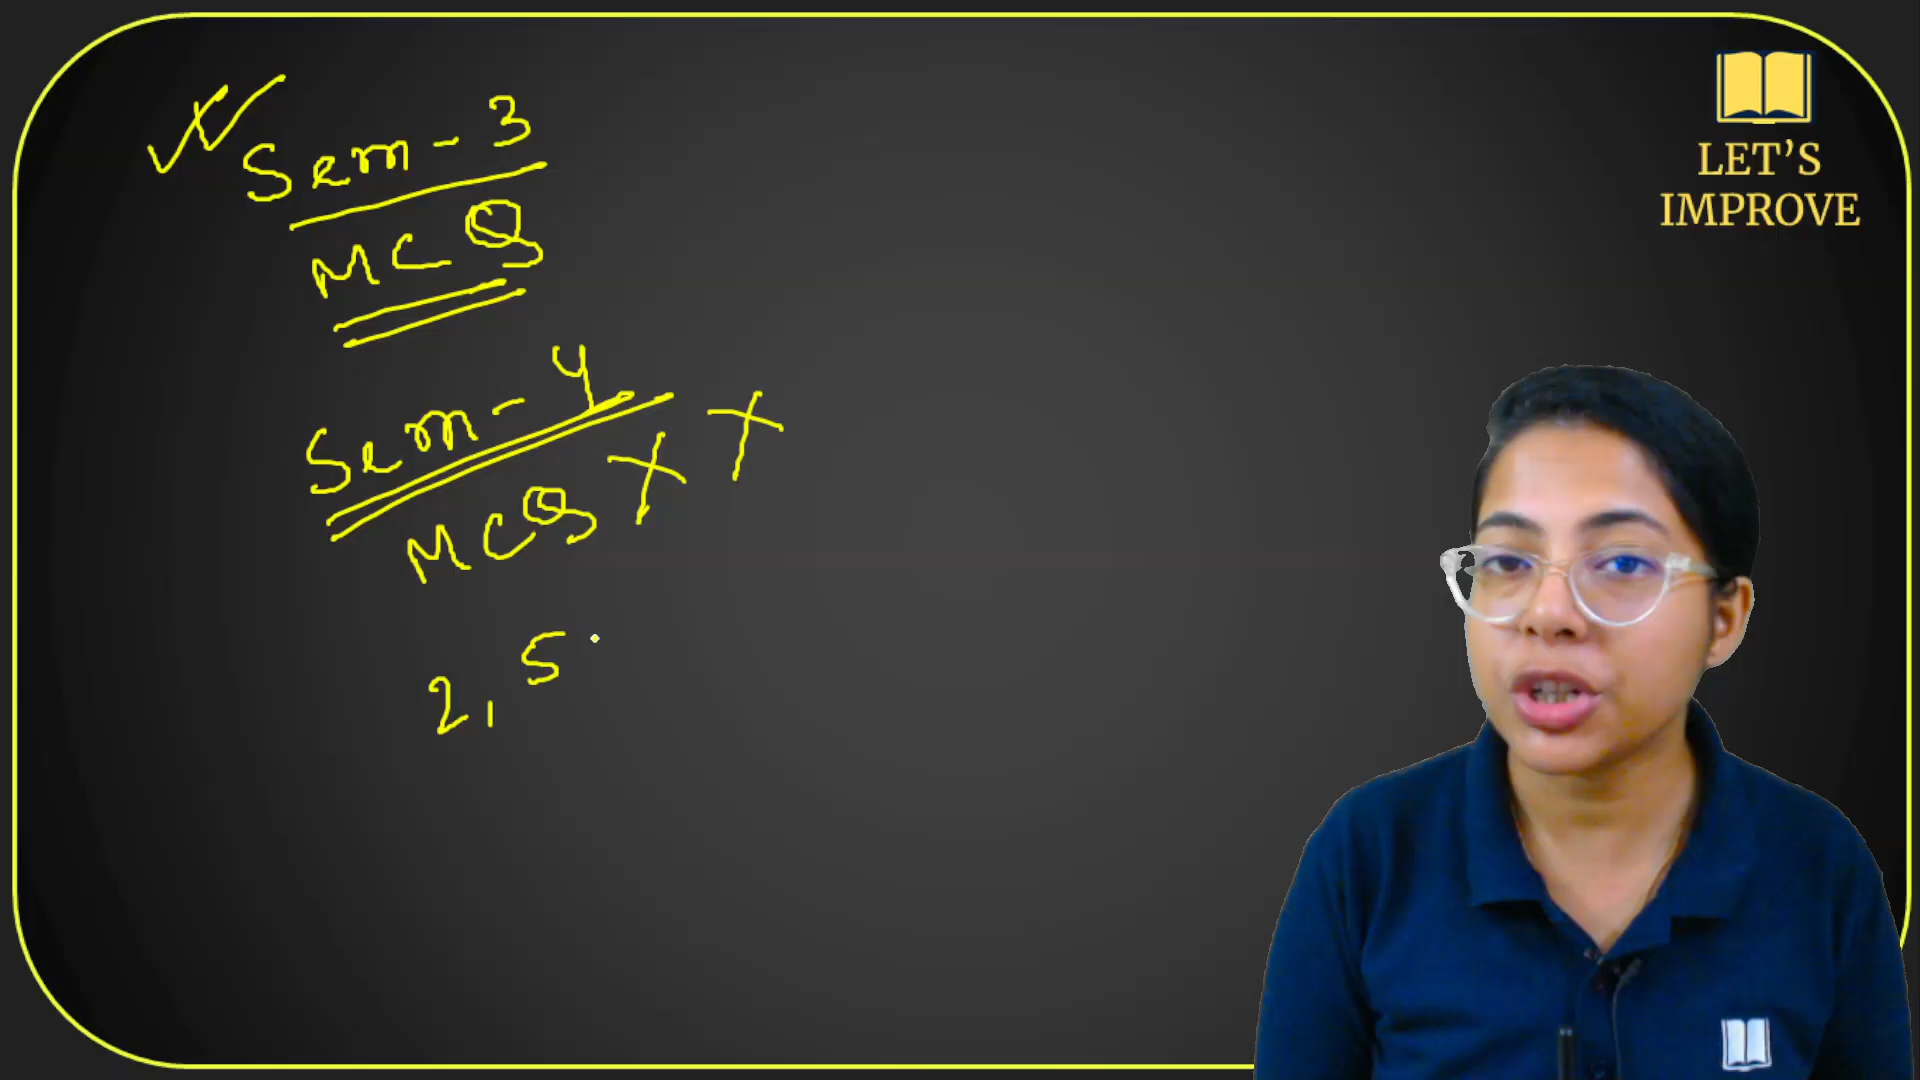 Sem-3
MCQ
Sem-4
MCQ X X
2, 5
LET'S
IMPROVE